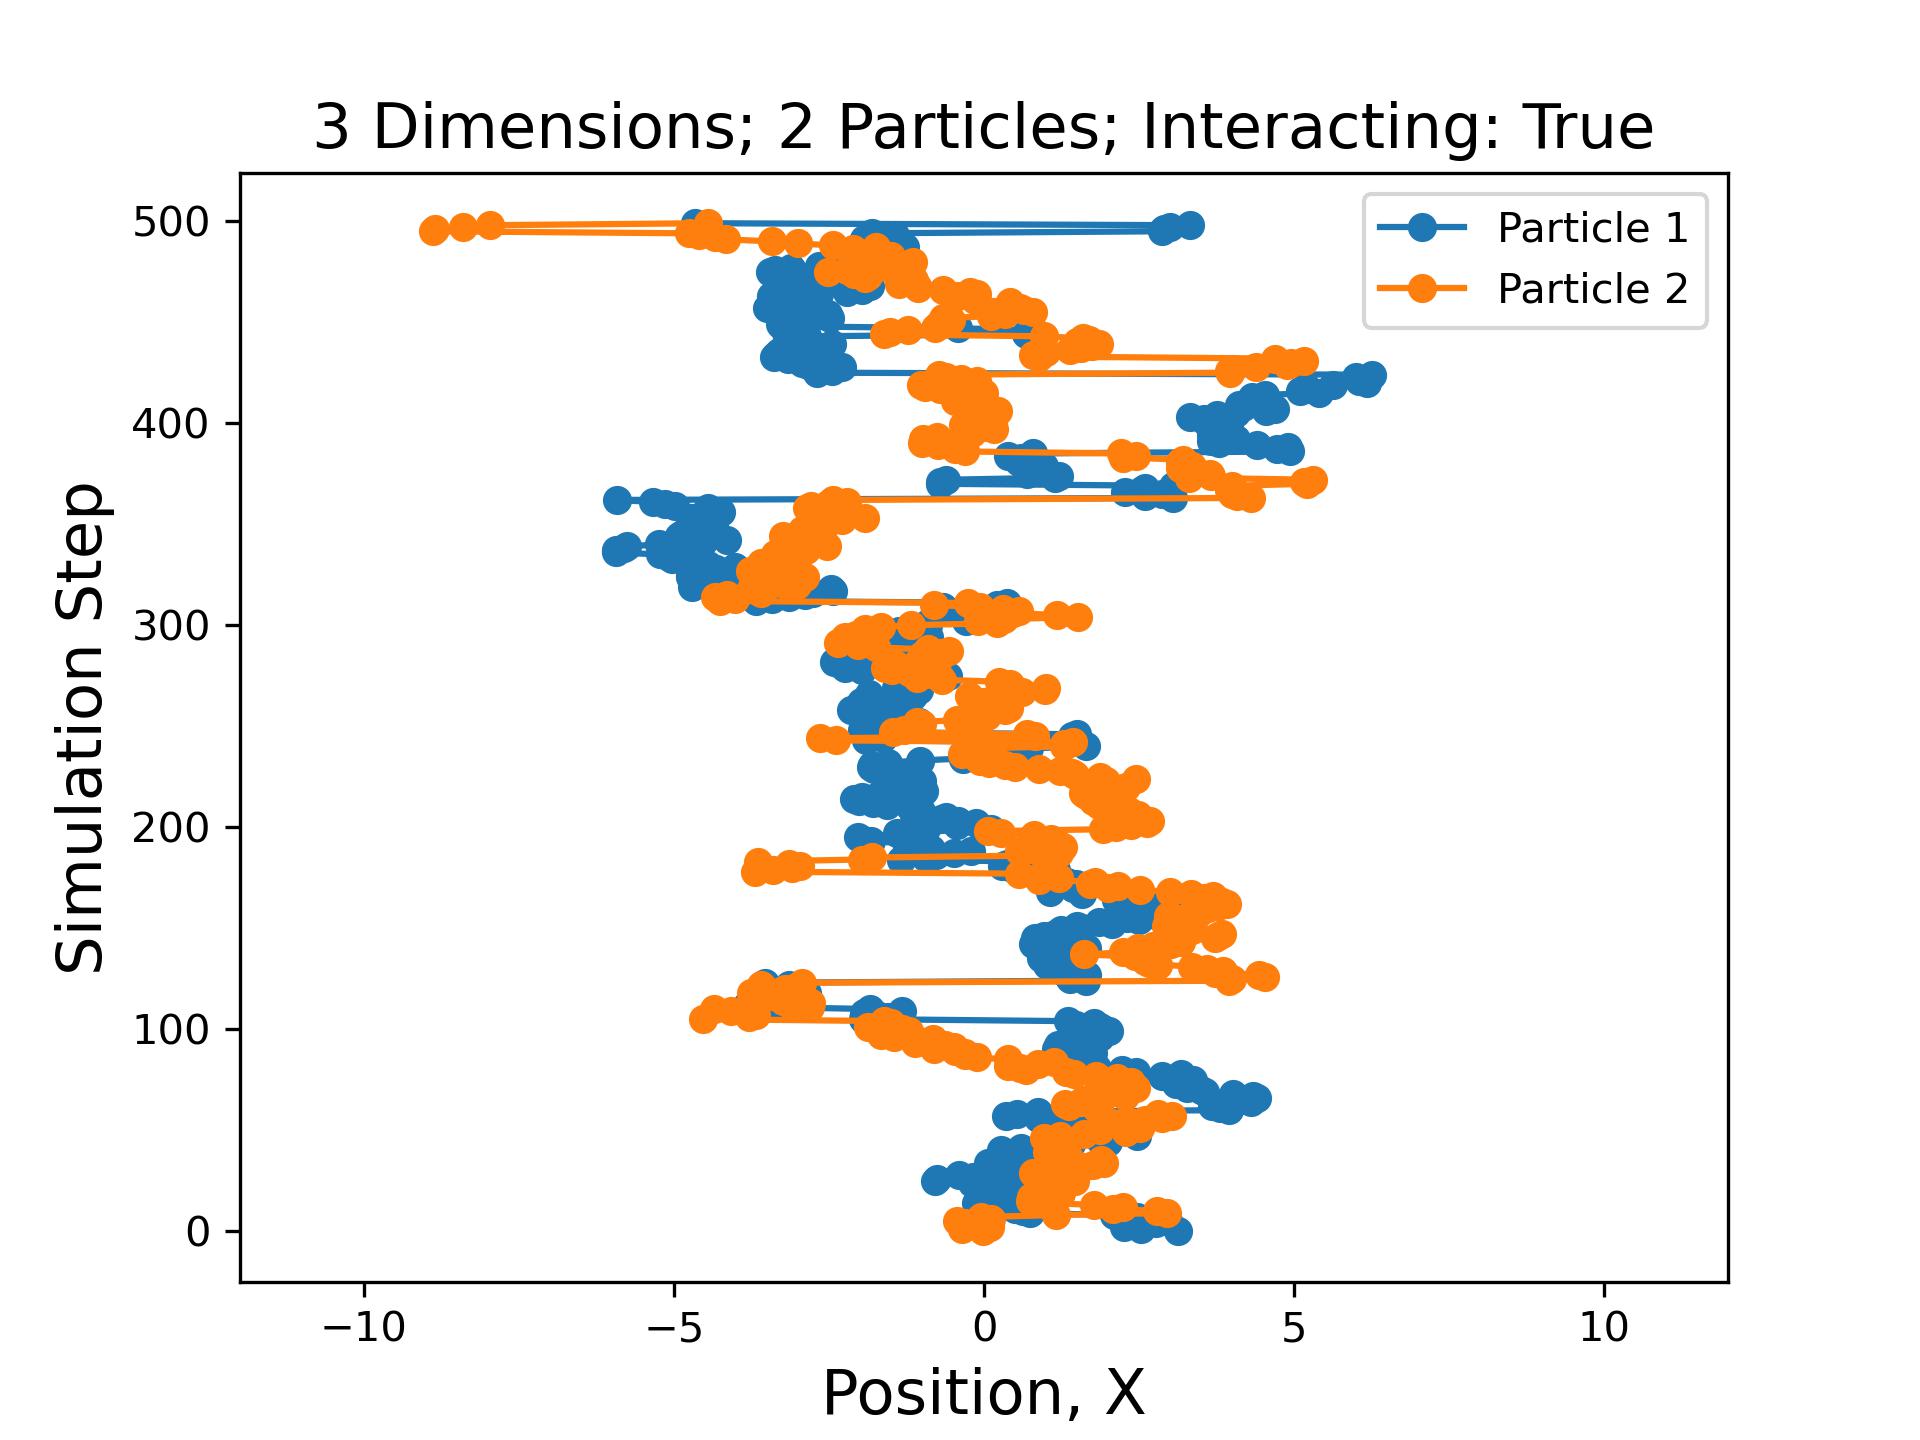 3 Dimensions; 2 Particles; Interacting: True
Particle 1
Particle 2
Simulation Step
500
400
300
200
100
0
−10
−5
0
5
10
Position, X